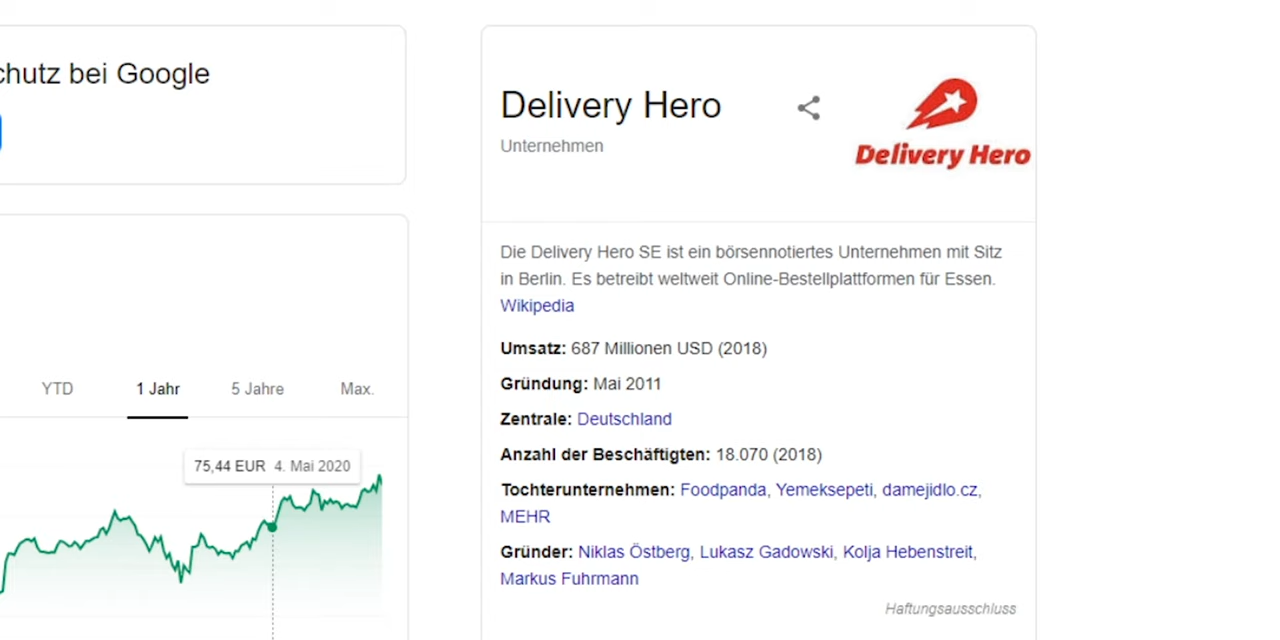 chutz bei Google
Delivery Hero
Unternehmen
Delivery Hero
Die Delivery Hero SE ist ein börsennotiertes Unternehmen mit Sitz
in Berlin. Es betreibt weltweit Online-Bestellplattformen für Essen.
Wikipedia
Umsatz: 687 Millionen USD (2018)
Gründung: Mai 2011
Zentrale: Deutschland
Anzahl der Beschäftigten: 18.070 (2018)
Tochterunternehmen: Foodpanda, Yemeksepeti, damejidlo.cz,
MEHR
Gründer: Niklas Östberg, Lukasz Gadowski, Kolja Hebenstreit,
Markus Fuhrmann
Haftungsausschluss
YTD 1 Jahr 5 Jahre Max.
75,44 EUR 4. Mai 2020